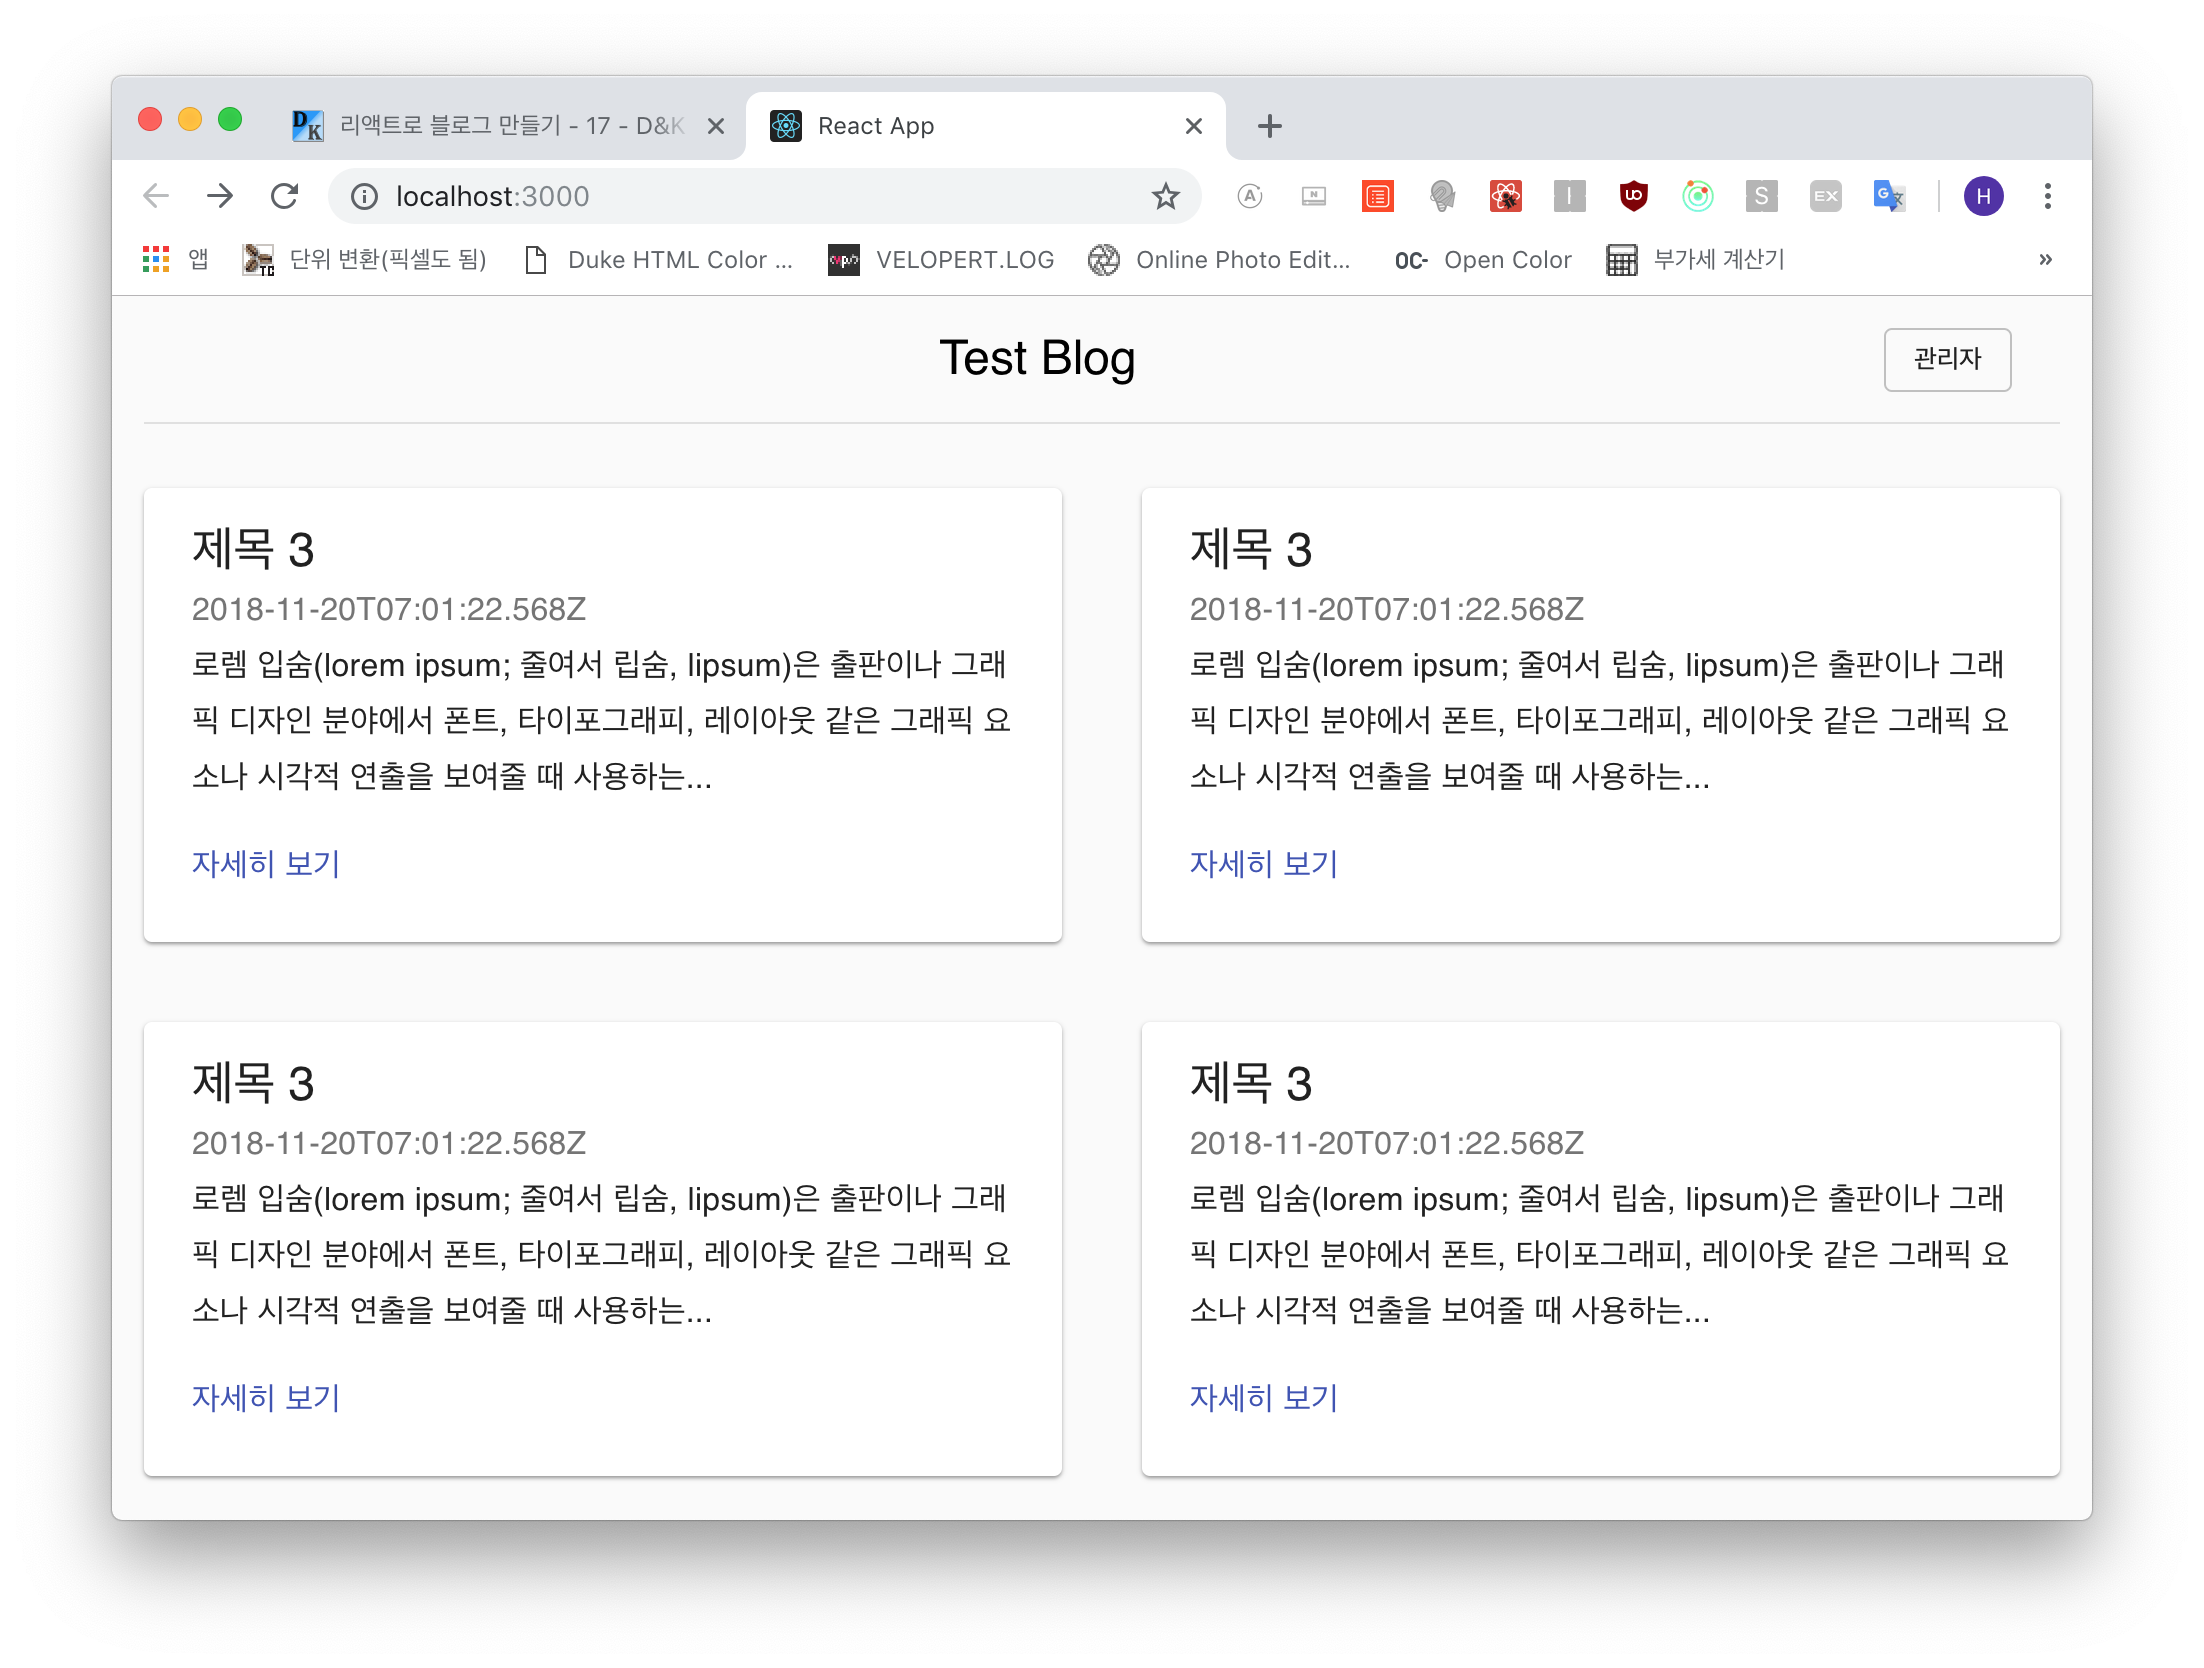 리액트로 블로그 만들기 - 17 - D&K
React App
localhost:3000
앱
단위 변환(픽셀도 됨)
Duke HTML Color ...
VELOPERT.LOG
Online Photo Edit...
OC- Open Color
부가세 계산기
»
Test Blog
관리자
제목 3
2018-11-20T07:01:22.568Z
로렘 입숨(lorem ipsum; 줄여서 립숨, lipsum)은 출판이나 그래
픽 디자인 분야에서 폰트, 타이포그래피, 레이아웃 같은 그래픽 요
소나 시각적 연출을 보여줄 때 사용하는...
자세히 보기
제목 3
2018-11-20T07:01:22.568Z
로렘 입숨(lorem ipsum; 줄여서 립숨, lipsum)은 출판이나 그래
픽 디자인 분야에서 폰트, 타이포그래피, 레이아웃 같은 그래픽 요
소나 시각적 연출을 보여줄 때 사용하는...
자세히 보기
제목 3
2018-11-20T07:01:22.568Z
로렘 입숨(lorem ipsum; 줄여서 립숨, lipsum)은 출판이나 그래
픽 디자인 분야에서 폰트, 타이포그래피, 레이아웃 같은 그래픽 요
소나 시각적 연출을 보여줄 때 사용하는...
자세히 보기
제목 3
2018-11-20T07:01:22.568Z
로렘 입숨(lorem ipsum; 줄여서 립숨, lipsum)은 출판이나 그래
픽 디자인 분야에서 폰트, 타이포그래피, 레이아웃 같은 그래픽 요
소나 시각적 연출을 보여줄 때 사용하는...
자세히 보기